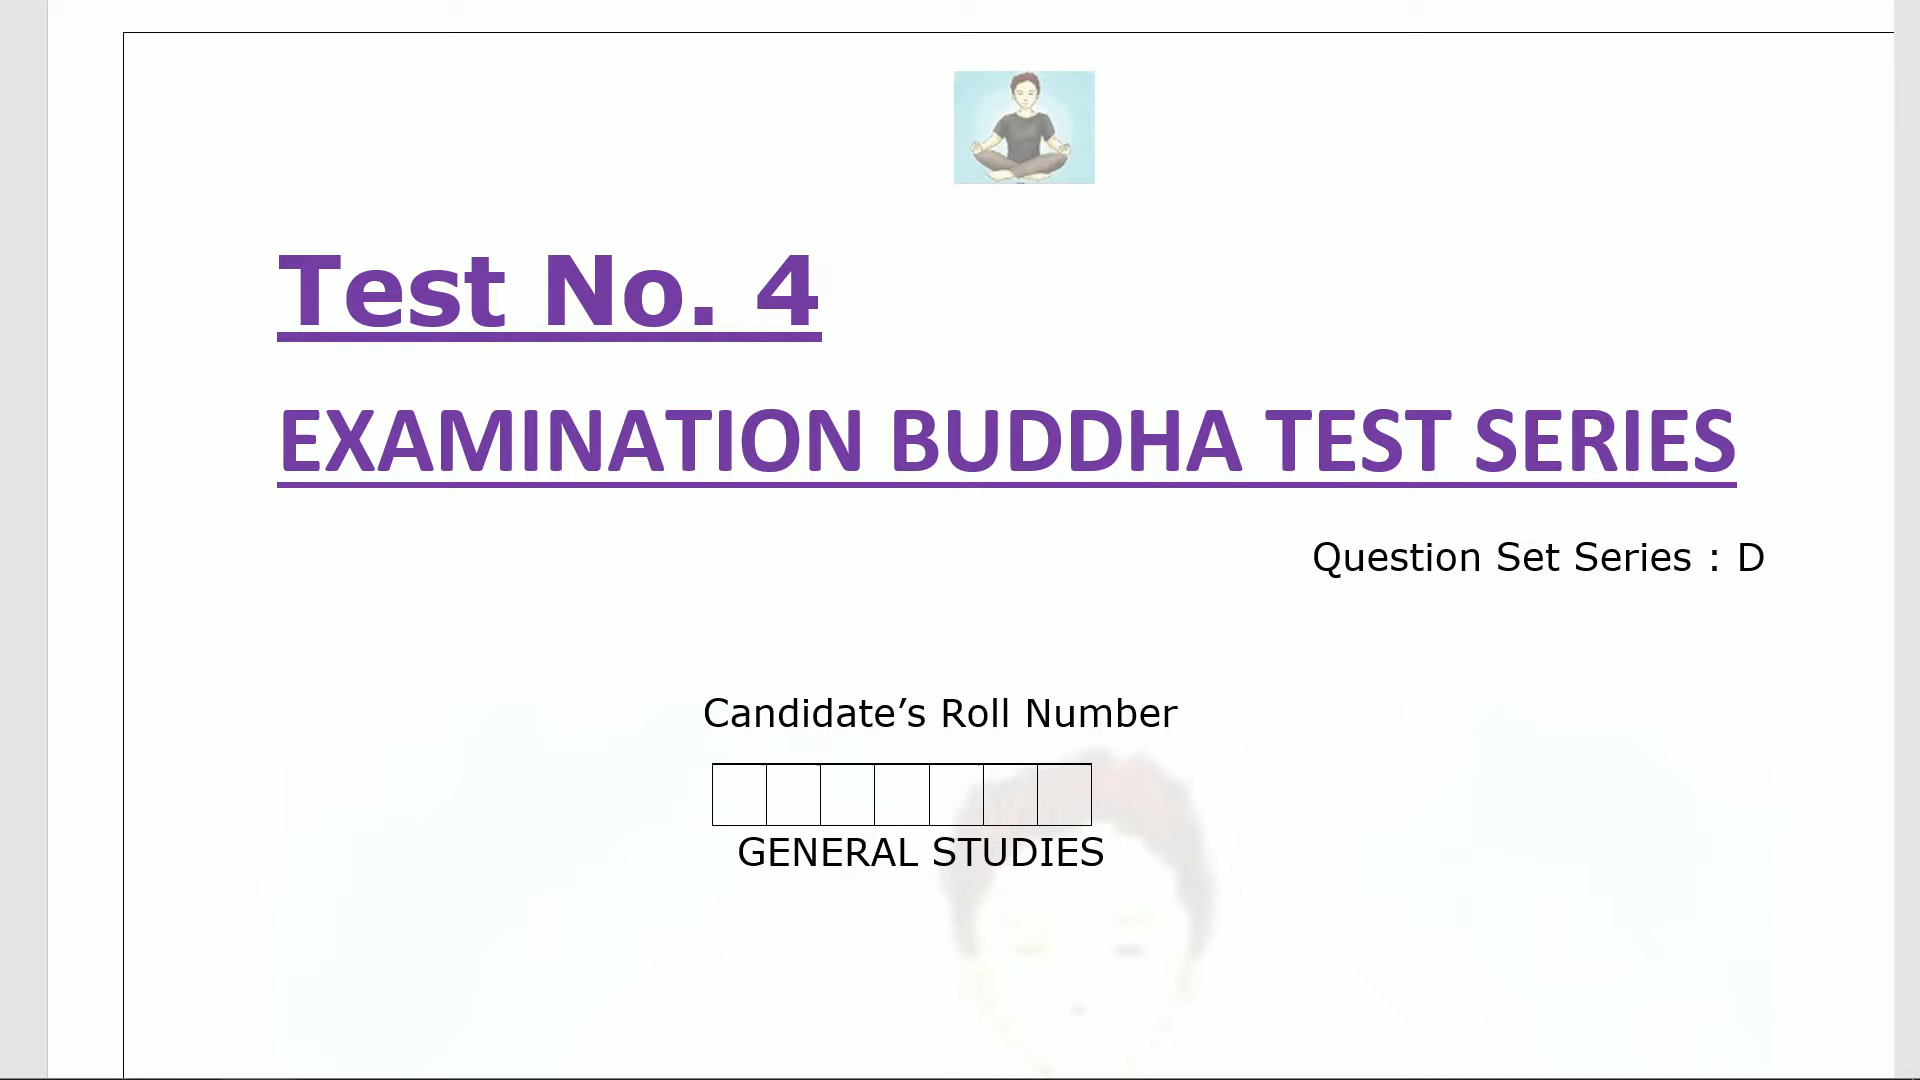 Test No. 4
EXAMINATION BUDDHA TEST SERIES
Question Set Series : D
Candidate’s Roll Number
GENERAL STUDIES